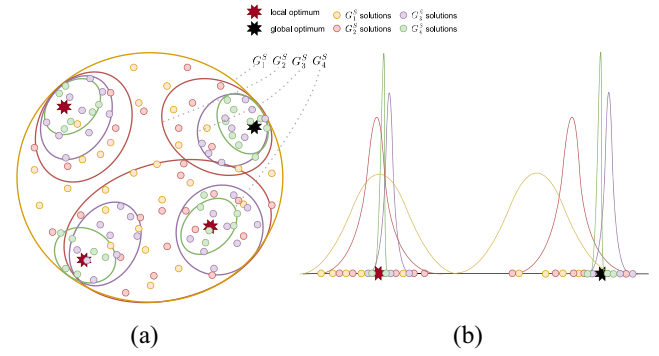 local optimum
global optimum
G_1^S solutions
G_2^S solutions
G_3^S solutions
G_4^S solutions
G_1^S G_2^S G_3^S G_4^S
(a)
(b)